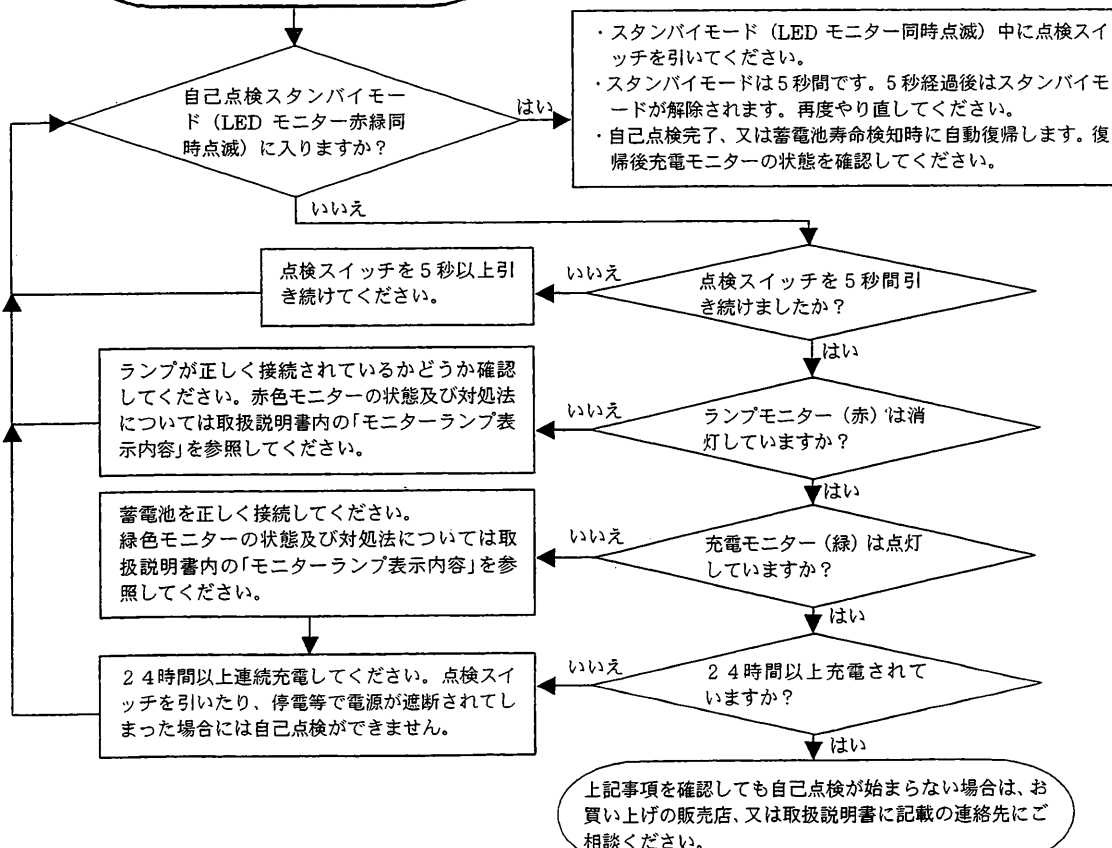 ・スタンバイモード（LED モニター同時点滅）中に点検スイ
ッチを引いてください。
・スタンバイモードは5秒間です。5秒経過後はスタンバイモ
ードが解除されます。再度やり直してください。
・自己点検完了、又は蓄電池寿命検知時に自動復帰します。復
帰後充電モニターの状態を確認してください。
自己点検スタンバイモー
ド（LED モニター赤緑同
時点滅）に入りますか？
はい
いいえ
点検スイッチを5秒以上引
き続けてください。
いいえ
点検スイッチを5秒間引
き続けましたか？
はい
ランプが正しく接続されているかどうか確認
してください。赤色モニターの状態及び対処法
については取扱説明書内の「モニターランプ表
示内容」を参照してください。
いいえ
ランプモニター（赤）は消
灯していますか？
はい
蓄電池を正しく接続してください。
緑色モニターの状態及び対処法については取
扱説明書内の「モニターランプ表示内容」を参
照してください。
いいえ
充電モニター（緑）は点灯
していますか？
はい
24時間以上連続充電してください。点検スイ
ッチを引いたり、停電等で電源が遮断されてし
まった場合には自己点検ができません。
いいえ
24時間以上充電されて
いますか？
はい
上記事項を確認しても自己点検が始まらない場合は、お
買い上げの販売店、又は取扱説明書に記載の連絡先にご
相談ください。